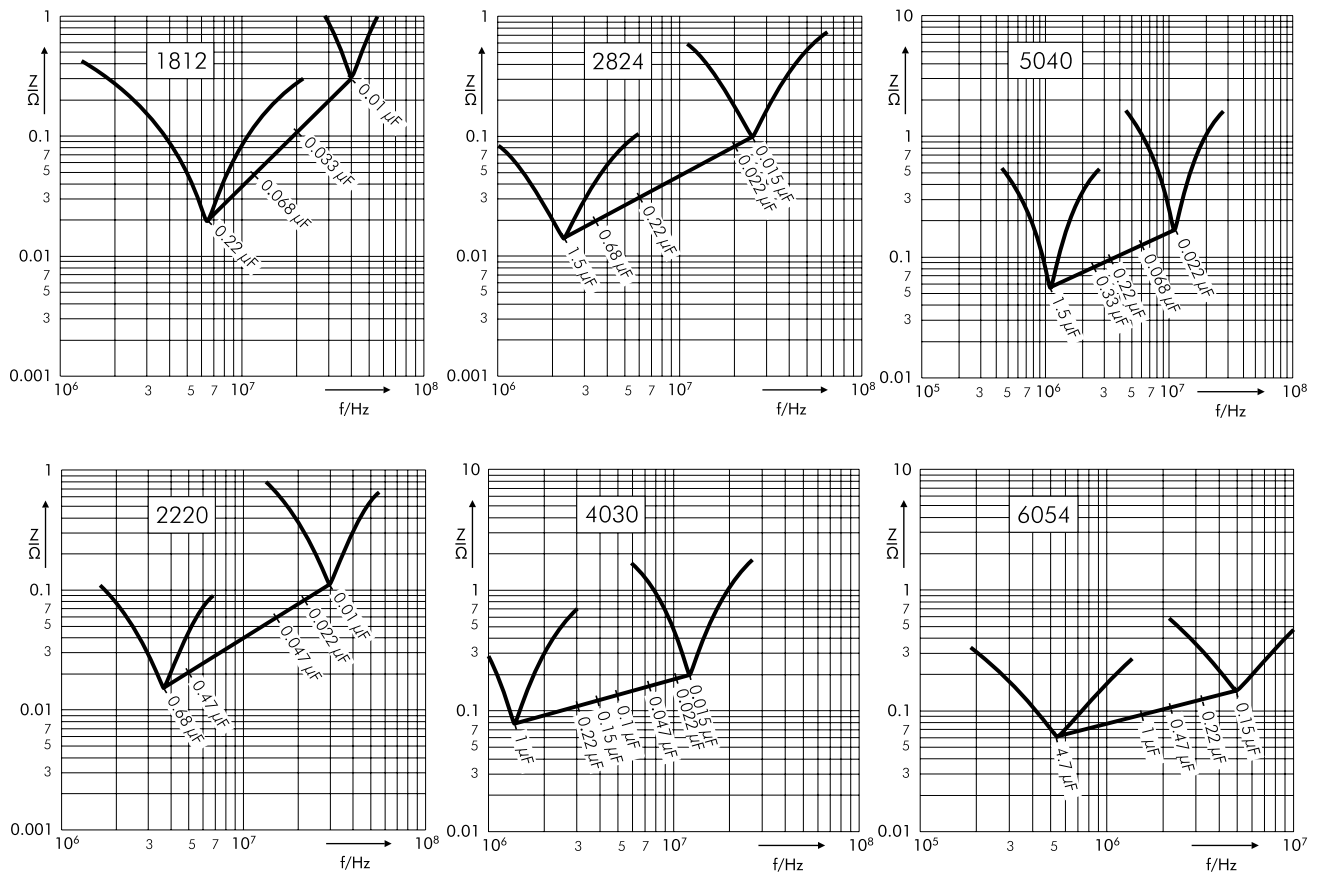 1812
1
0.1
7
5
3
0.01
7
5
3
0.001
Z
Ω
10⁶
3
5
7
10⁷
10⁸
f/Hz
0.01 µF
0.033 µF
0.068 µF
0.22 µF
2824
1
0.1
7
5
3
0.01
7
5
3
0.001
Z
Ω
10⁶
3
5
7
10⁷
10⁸
f/Hz
0.015 µF
0.022 µF
0.22 µF
0.68 µF
1.5 µF
5040
10
1
7
5
3
0.1
7
5
3
0.01
Z
Ω
10⁵
3
5
7
10⁶
3
5
7
10⁷
10⁸
f/Hz
0.022 µF
0.068 µF
0.22 µF
0.33 µF
1.5 µF
2220
1
0.1
7
5
3
0.01
7
5
3
0.001
Z
Ω
10⁶
3
5
7
10⁷
10⁸
f/Hz
0.01 µF
0.022 µF
0.047 µF
0.47 µF
0.68 µF
4030
10
1
7
5
3
0.1
7
5
3
0.01
Z
Ω
10⁶
3
5
7
10⁷
10⁸
f/Hz
0.015 µF
0.022 µF
0.047 µF
0.1 µF
0.15 µF
0.22 µF
1 µF
6054
10
1
7
5
3
0.1
7
5
3
0.01
Z
Ω
10⁵
3
5
10⁶
3
5
7
10⁷
f/Hz
0.15 µF
0.22 µF
0.47 µF
1 µF
4.7 µF